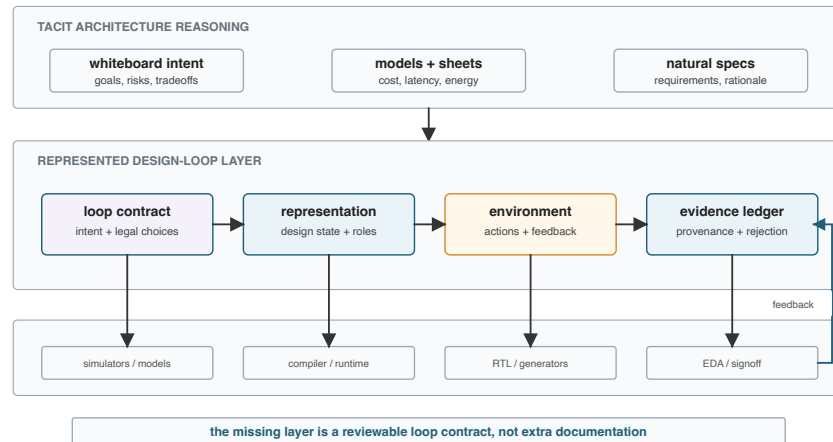 TACIT ARCHITECTURE REASONING
whiteboard intent
goals, risks, tradeoffs
models + sheets
cost, latency, energy
natural specs
requirements, rationale
REPRESENTED DESIGN-LOOP LAYER
loop contract
intent + legal choices
representation
design state + roles
environment
actions + feedback
evidence ledger
provenance + rejection
feedback
simulators / models
compiler / runtime
RTL / generators
EDA / signoff
the missing layer is a reviewable loop contract, not extra documentation